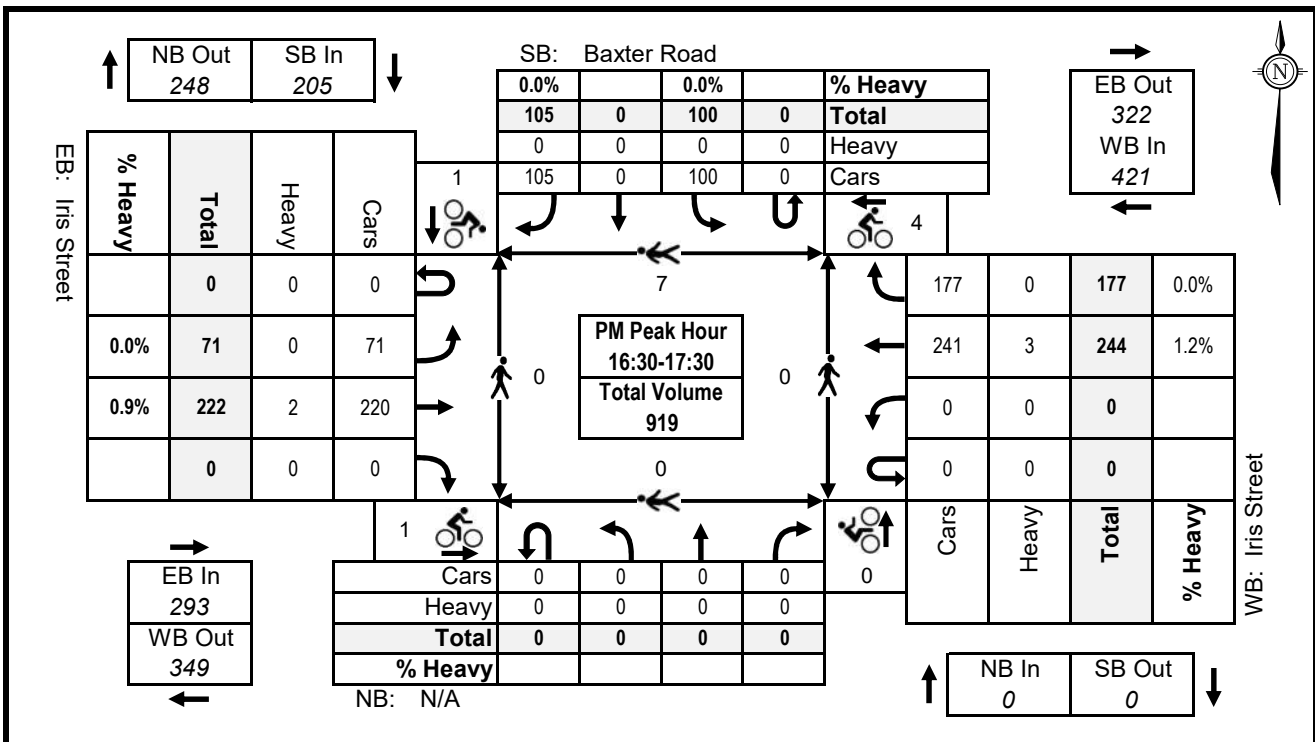 NB Out SB In
248 205
SB: Baxter Road
0.0% 0.0% % Heavy
105 0 100 0 Total
0 0 0 0 Heavy
105 0 100 0 Cars
EB Out
322
WB In
421
N
EB: Iris Street
% Heavy Total Heavy Cars
1
4
0 0 0
0.0% 71 0 71
0.9% 222 2 220
0 0 0
7
0
PM Peak Hour
16:30-17:30
Total Volume
919
0
0
177 0 177 0.0%
241 3 244 1.2%
0 0 0
0 0 0
Cars Heavy Total % Heavy
WB: Iris Street
1
0
EB In
293
WB Out
349
Cars 0 0 0 0
Heavy 0 0 0 0
Total 0 0 0 0
% Heavy
NB: N/A
NB In SB Out
0 0